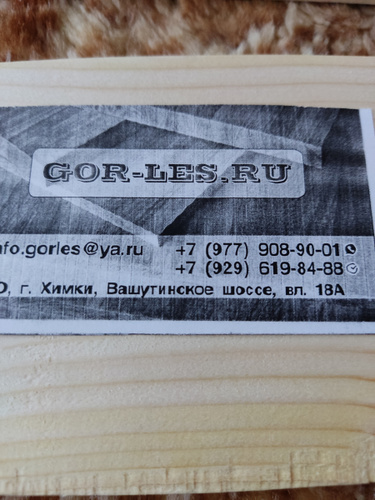 GOR-LES.RU
nfo.gorles@ya.ru +7 (977) 908-90-01
+7 (929) 619-84-88
О, г. Химки, Вашутинское шоссе, вл. 18А